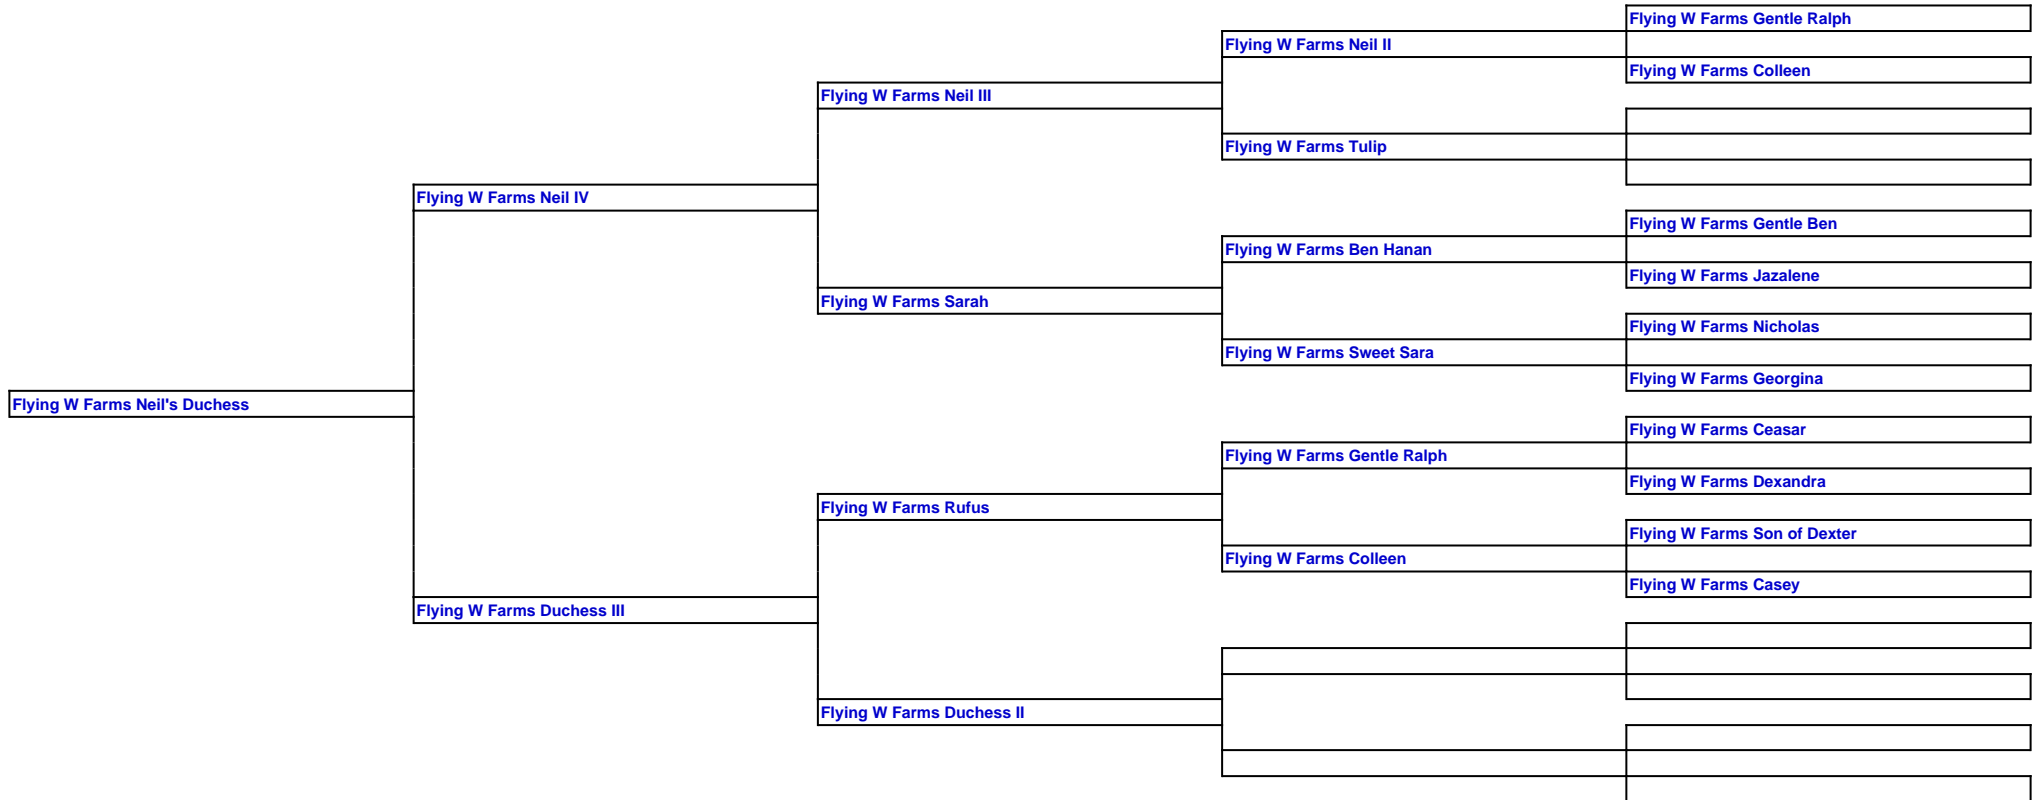 Flying W Farms Gentle Ralph
Flying W Farms Neil II
Flying W Farms Colleen
Flying W Farms Neil III
Flying W Farms Tulip
Flying W Farms Neil IV
Flying W Farms Gentle Ben
Flying W Farms Ben Hanan
Flying W Farms Jazalene
Flying W Farms Sarah
Flying W Farms Nicholas
Flying W Farms Sweet Sara
Flying W Farms Georgina
Flying W Farms Neil's Duchess
Flying W Farms Ceasar
Flying W Farms Gentle Ralph
Flying W Farms Dexandra
Flying W Farms Rufus
Flying W Farms Son of Dexter
Flying W Farms Colleen
Flying W Farms Casey
Flying W Farms Duchess III
Flying W Farms Duchess II